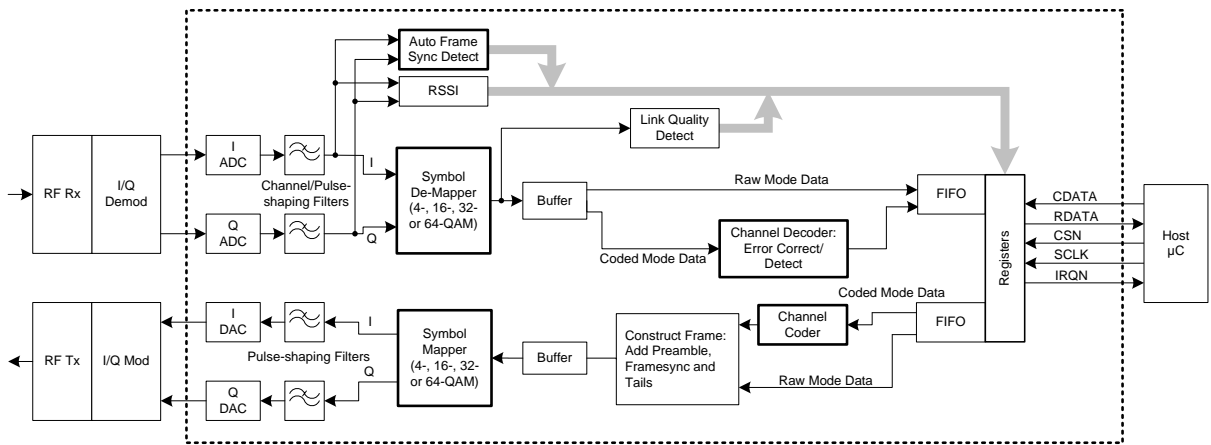 Auto Frame
Sync Detect
RSSI
Link Quality
Detect
RF Rx
I/Q
Demod
I
ADC
Channel/Pulse-
shaping Filters
Q
ADC
I
Q
Symbol
De-Mapper
(4-, 16-, 32-
or 64-QAM)
Buffer
Raw Mode Data
Coded Mode Data
Channel Decoder:
Error Correct/
Detect
FIFO
Registers
CDATA
RDATA
CSN
SCLK
IRQN
Host
µC
RF Tx
I/Q Mod
I
DAC
Pulse-shaping Filters
Q
DAC
I
Q
Symbol
Mapper
(4-, 16-, 32-
or 64-QAM)
Buffer
Construct Frame:
Add Preamble,
Framesync and
Tails
Coded Mode Data
Channel
Coder
Raw Mode Data
FIFO